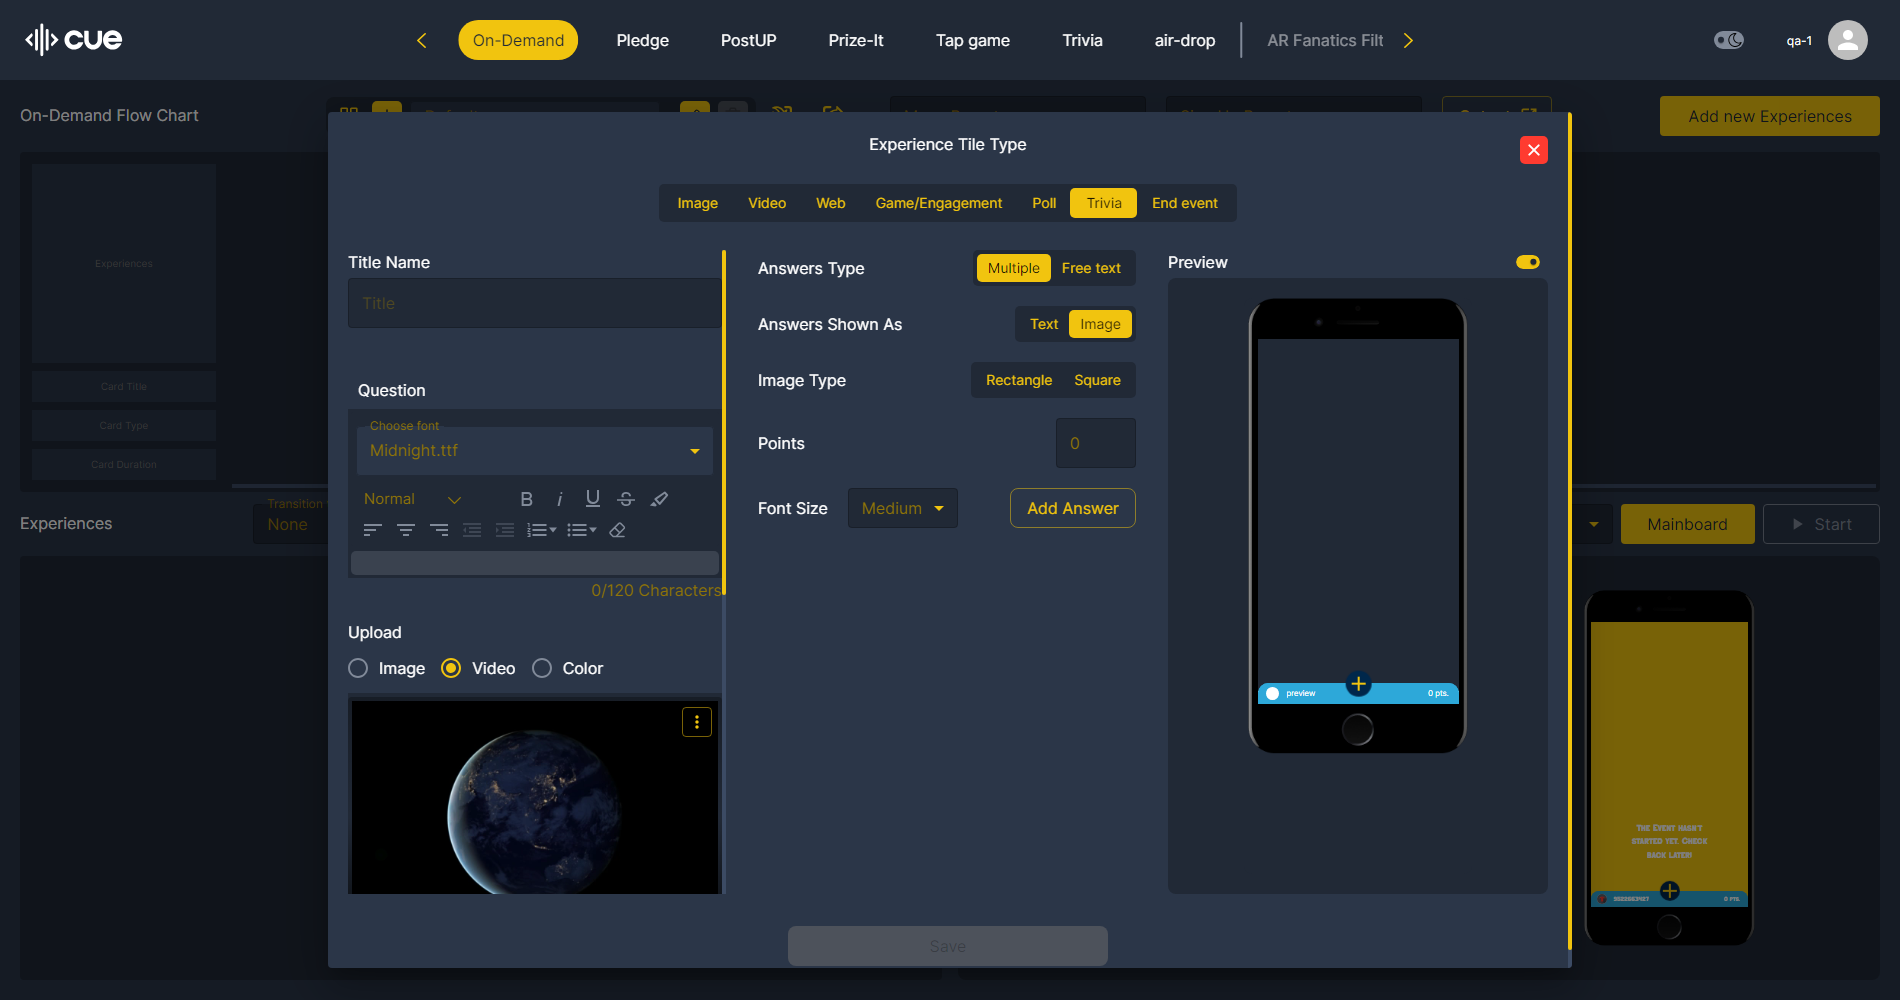 cue
On-Demand
Pledge
PostUP
Prize-It
Tap game
Trivia
air-drop
AR Fanatics Filt
qa-1
On-Demand Flow Chart
Add new Experiences
Experiences
Card Title
Card Type
Card Duration
Experiences
Transition
None
Mainboard
Start
Experience Tile Type
Image
Video
Web
Game/Engagement
Poll
Trivia
End event
Title Name
Title
Question
Choose font
Midnight.ttf
Normal
0/120 Characters
Upload
Image
Video
Color
Answers Type
Multiple
Free text
Answers Shown As
Text
Image
Image Type
Rectangle
Square
Points
0
Font Size
Medium
Add Answer
Preview
preview
0 pts.
Save
The Event hasn't
started yet. Check
back later!
0 pts.